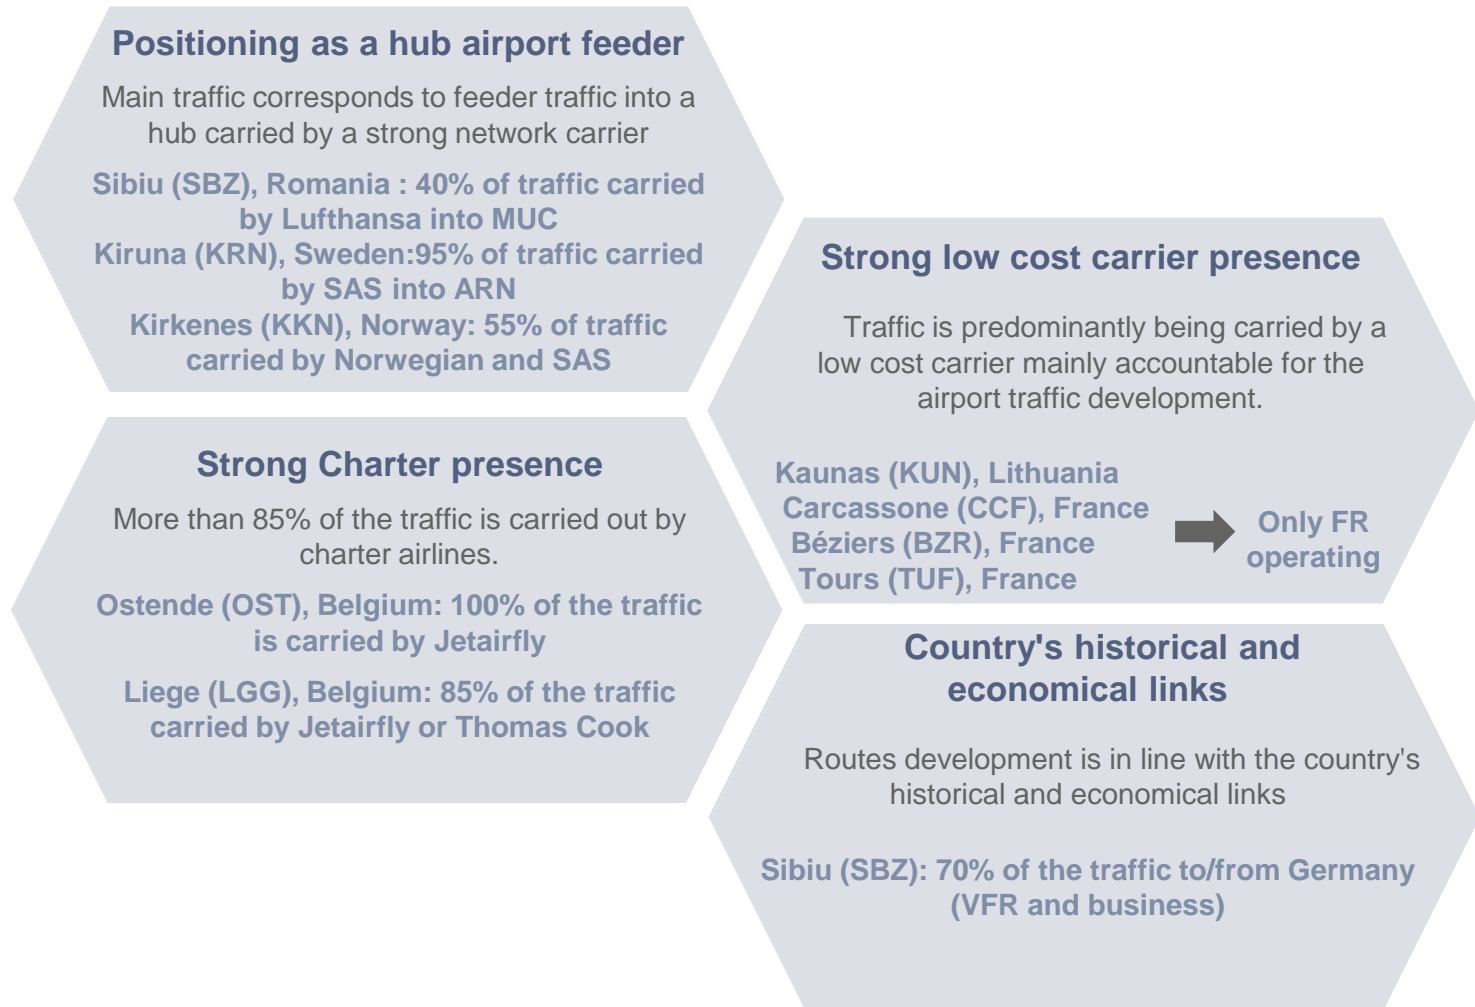 Positioning as a hub airport feeder
Main traffic corresponds to feeder traffic into a
hub carried by a strong network carrier
Sibiu (SBZ), Romania : 40% of traffic carried
by Lufthansa into MUC
Kiruna (KRN), Sweden:95% of traffic carried
by SAS into ARN
Kirkenes (KKN), Norway: 55% of traffic
carried by Norwegian and SAS
Strong low cost carrier presence
Traffic is predominantly being carried by a
low cost carrier mainly accountable for the
airport traffic development.
Kaunas (KUN), Lithuania
Carcassone (CCF), France
Béziers (BZR), France
Tours (TUF), France
Only FR
operating
Strong Charter presence
More than 85% of the traffic is carried out by
charter airlines.
Ostende (OST), Belgium: 100% of the traffic
is carried by Jetairfly
Liege (LGG), Belgium: 85% of the traffic
carried by Jetairfly or Thomas Cook
Country's historical and
economical links
Routes development is in line with the country's
historical and economical links
Sibiu (SBZ): 70% of the traffic to/from Germany
(VFR and business)